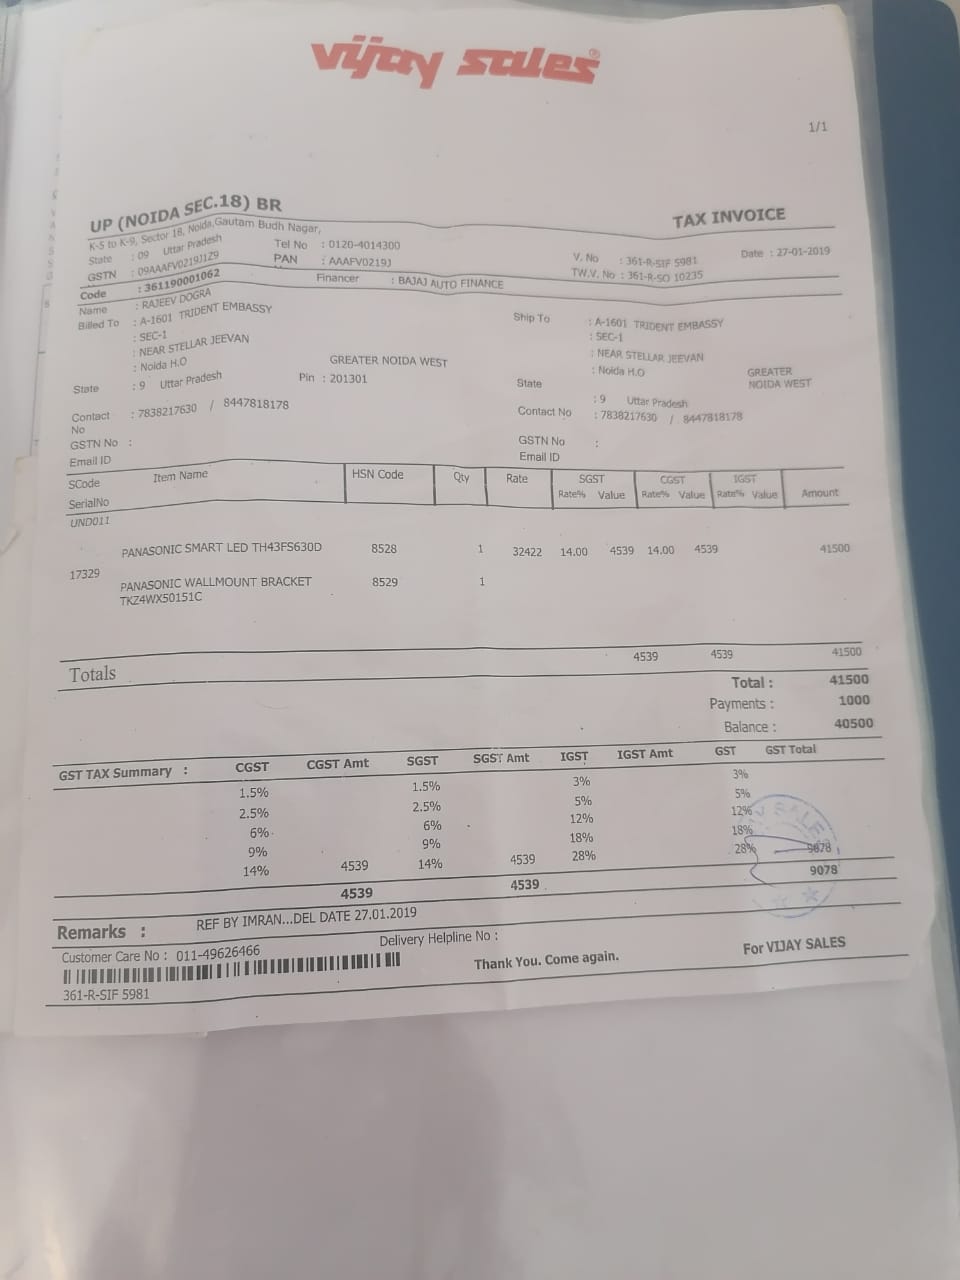 vijay sales®
1/1
UP (NOIDA SEC.18) BR
TAX INVOICE
K-5 to K-9, Sector 18, Noida,Gautam Budh Nagar,
State : 09 Uttar Pradesh Tel No : 0120-4014300
GSTN : 09AAAFV0219J1Z9 PAN : AAAFV0219J
V. No : 361-R-SIF 5981 Date : 27-01-2019
TW.V. No : 361-R-SO 10235
Code : 361190001062 Financer : BAJAJ AUTO FINANCE
Name : RAJEEV DOGRA
Billed To : A-1601 TRIDENT EMBASSY
: SEC-1
: NEAR STELLAR JEEVAN
: Noida H.O GREATER NOIDA WEST
State : 9 Uttar Pradesh Pin : 201301
Contact No : 7838217630 / 8447818178
GSTN No :
Email ID
Ship To : A-1601 TRIDENT EMBASSY
: SEC-1
: NEAR STELLAR JEEVAN
: Noida H.O GREATER NOIDA WEST
State : 9 Uttar Pradesh
Contact No : 7838217630 / 8447818178
GSTN No :
Email ID
SCode Item Name HSN Code Qty Rate SGST CGST IGST Amount
SerialNo Rate% Value Rate% Value Rate% Value
UND011
PANASONIC SMART LED TH43FS630D 8528 1 32422 14.00 4539 14.00 4539 41500
17329
PANASONIC WALLMOUNT BRACKET 8529 1
TKZ4WX50151C
Totals 4539 4539 41500
Total : 41500
Payments : 1000
Balance : 40500
GST TAX Summary : CGST CGST Amt SGST SGST Amt IGST IGST Amt GST GST Total
1.5% 1.5% 3% 3%
2.5% 2.5% 5% 5%
6% 6% 12% 12%
9% 9% 18% 18%
14% 4539 14% 4539 28% 28% 9078
4539 4539 9078
Remarks : REF BY IMRAN...DEL DATE 27.01.2019
Customer Care No : 011-49626466 Delivery Helpline No :
361-R-SIF 5981
Thank You. Come again.
For VIJAY SALES